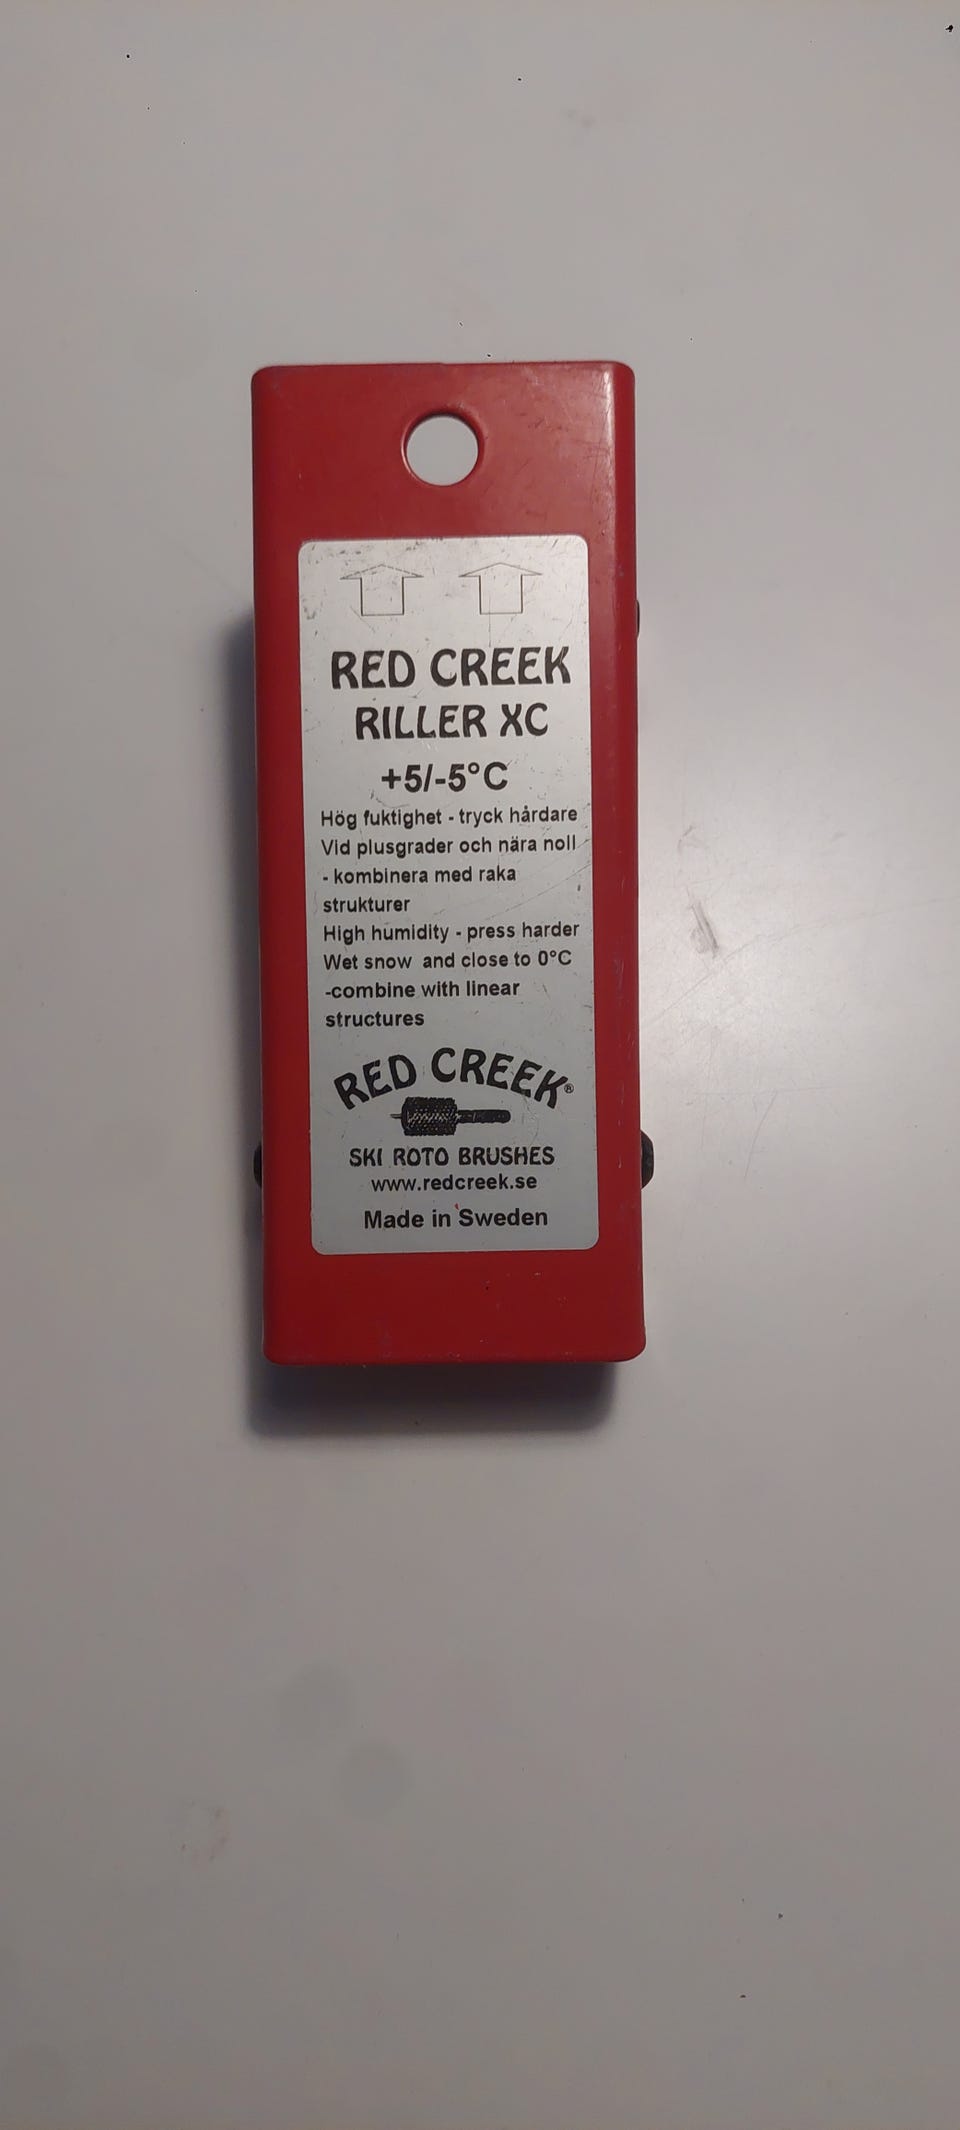 RED CREEK
RILLER XC
+5/-5°C
Hög fuktighet - tryck hårdare
Vid plusgrader och nära noll
- kombinera med raka
strukturer
High humidity - press harder
Wet snow and close to 0°C
-combine with linear
structures
RED CREEK®
SKI ROTO BRUSHES
www.redcreek.se
Made in Sweden